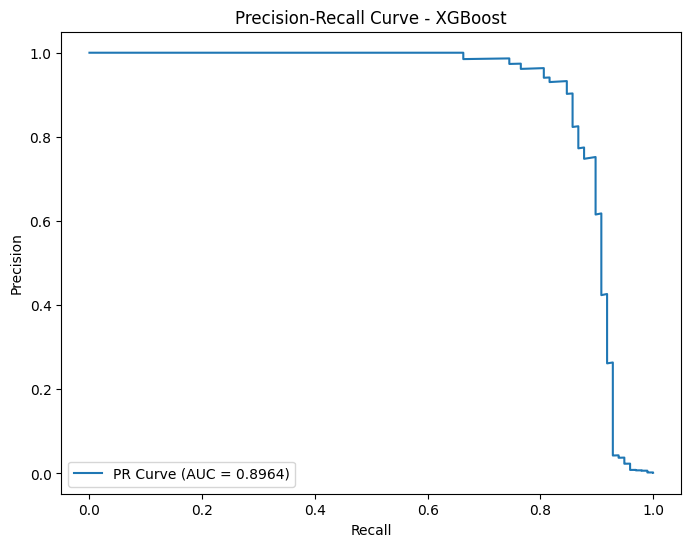 Precision-Recall Curve - XGBoost
1.0
0.8
0.6
0.4
0.2
0.0
Precision
PR Curve (AUC = 0.8964)
0.0 0.2 0.4 0.6 0.8 1.0
Recall